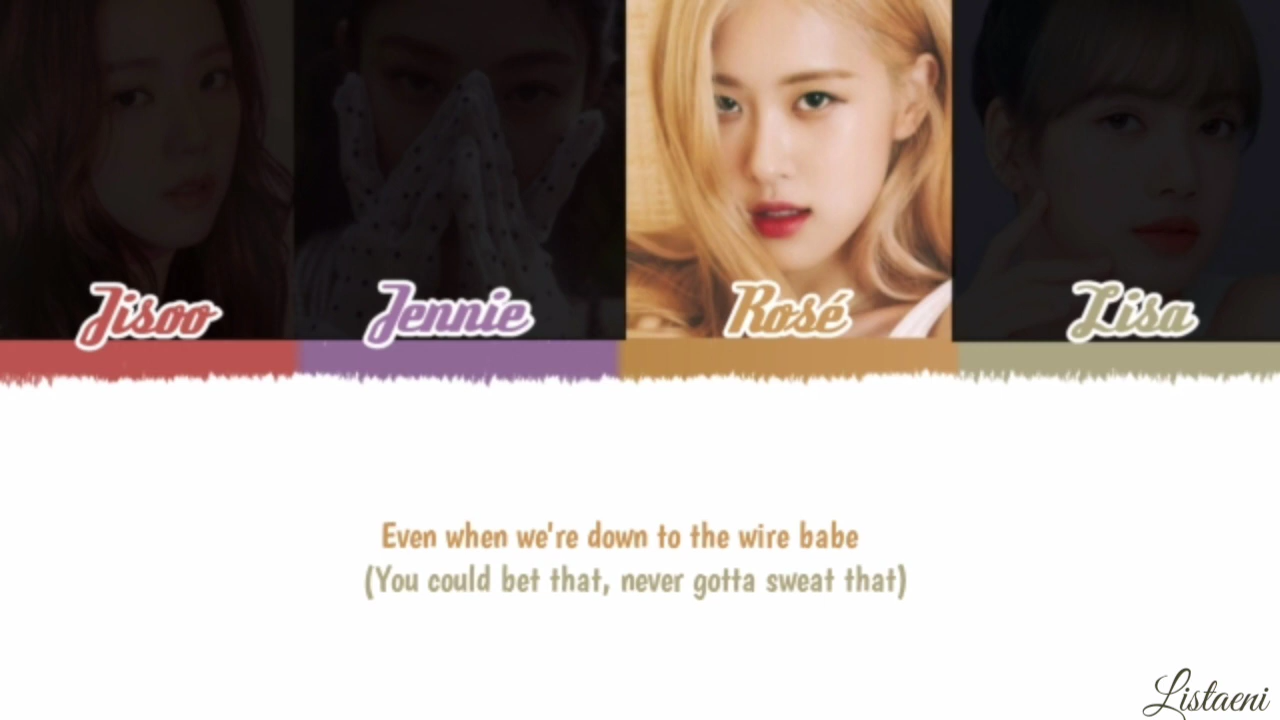 Jisoo Jennie Rosé Lisa
Even when we're down to the wire babe
(You could bet that, never gotta sweat that)
Listaeni